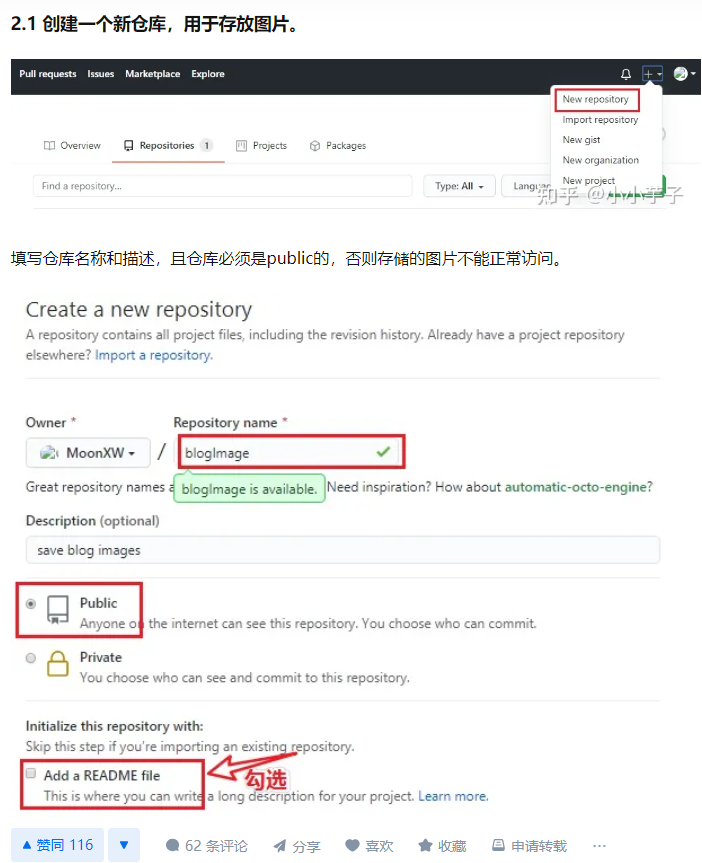 2.1 创建一个新仓库，用于存放图片。
Pull requests Issues Marketplace Explore
New repository
Import repository
New gist
New organization
New project
Overview Repositories 1 Projects Packages
Find a repository... Type: All Langua
知乎 @小小芋子
填写仓库名称和描述，且仓库必须是public的，否则存储的图片不能正常访问。
Create a new repository
A repository contains all project files, including the revision history. Already have a project repository
elsewhere? Import a repository.
Owner * Repository name *
MoonXW / blogImage
Great repository names a
blogImage is available.
Need inspiration? How about automatic-octo-engine?
Description (optional)
save blog images
Public
Anyone on the internet can see this repository. You choose who can commit.
Private
You choose who can see and commit to this repository.
Initialize this repository with:
Skip this step if you're importing an existing repository.
Add a README file
勾选
This is where you can write a long description for your project. Learn more.
赞同 116 62 条评论 分享 喜欢 收藏 申请转载 ···